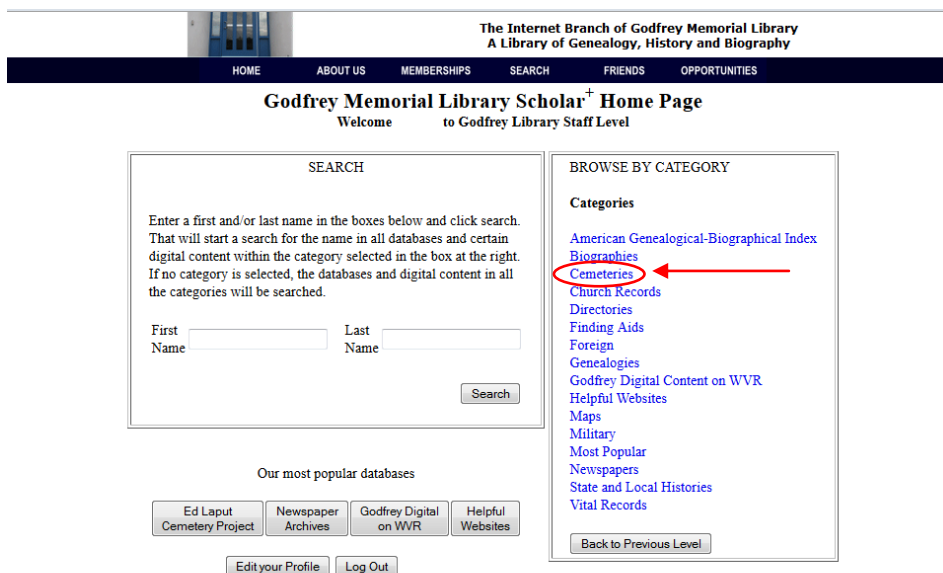 The Internet Branch of Godfrey Memorial Library
A Library of Genealogy, History and Biography
HOME ABOUT US MEMBERSHIPS SEARCH FRIENDS OPPORTUNITIES
Godfrey Memorial Library Scholar+ Home Page
Welcome to Godfrey Library Staff Level
SEARCH
Enter a first and/or last name in the boxes below and click search.
That will start a search for the name in all databases and certain
digital content within the category selected in the box at the right.
If no category is selected, the databases and digital content in all
the categories will be searched.
First Name
Last Name
Search
BROWSE BY CATEGORY
Categories
American Genealogical-Biographical Index
Biographies
Cemeteries
Church Records
Directories
Finding Aids
Foreign
Genealogies
Godfrey Digital Content on WVR
Helpful Websites
Maps
Military
Most Popular
Newspapers
State and Local Histories
Vital Records
Back to Previous Level
Our most popular databases
Ed Laput
Cemetery Project
Newspaper
Archives
Godfrey Digital
on WVR
Helpful
Websites
Edit your Profile
Log Out